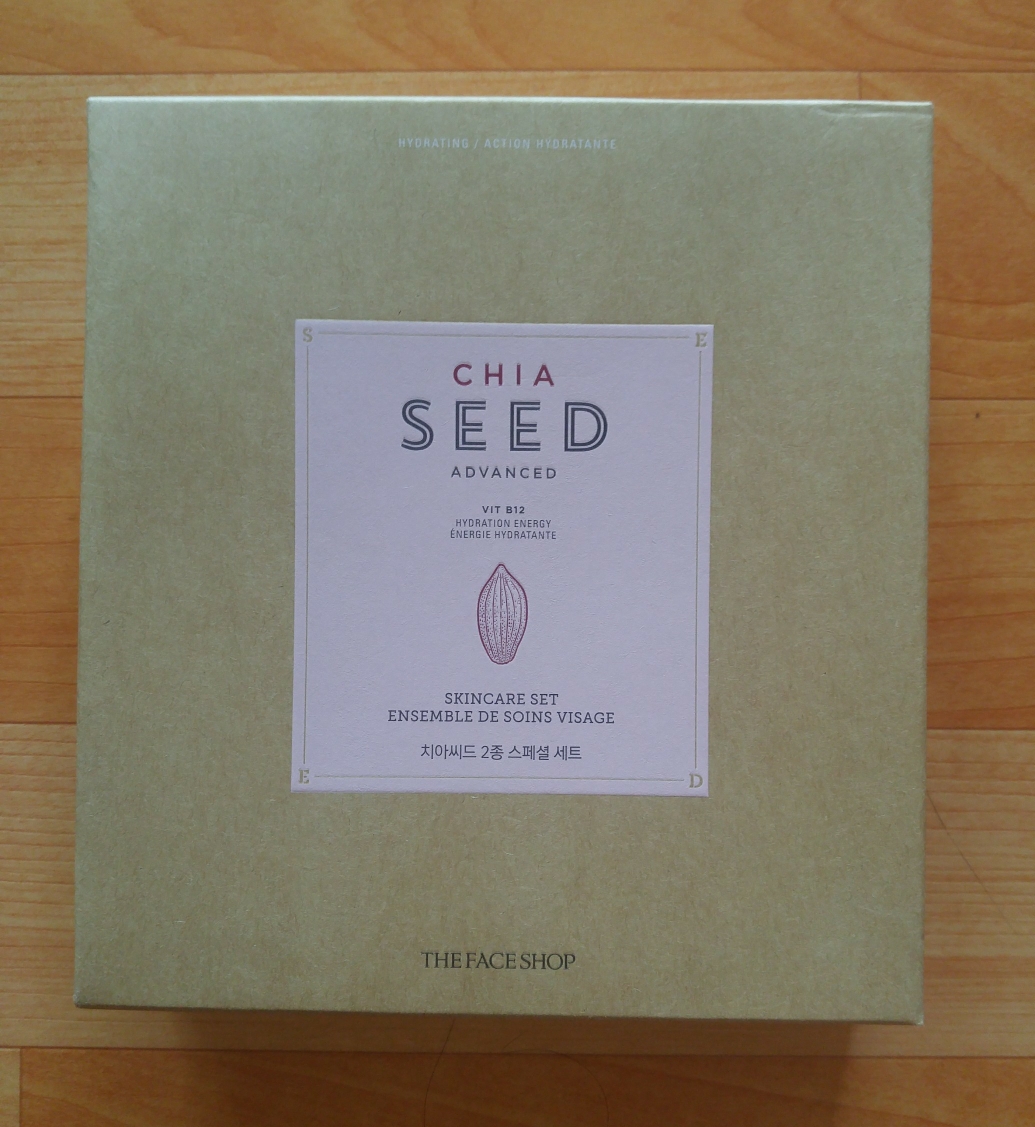 HYDRATING / ACTION HYDRATANTE
S E
CHIA
SEED
ADVANCED
VIT B12
HYDRATION ENERGY
ÉNERGIE HYDRATANTE
SKINCARE SET
ENSEMBLE DE SOINS VISAGE
치아씨드 2종 스페셜 세트
E D
THE FACE SHOP